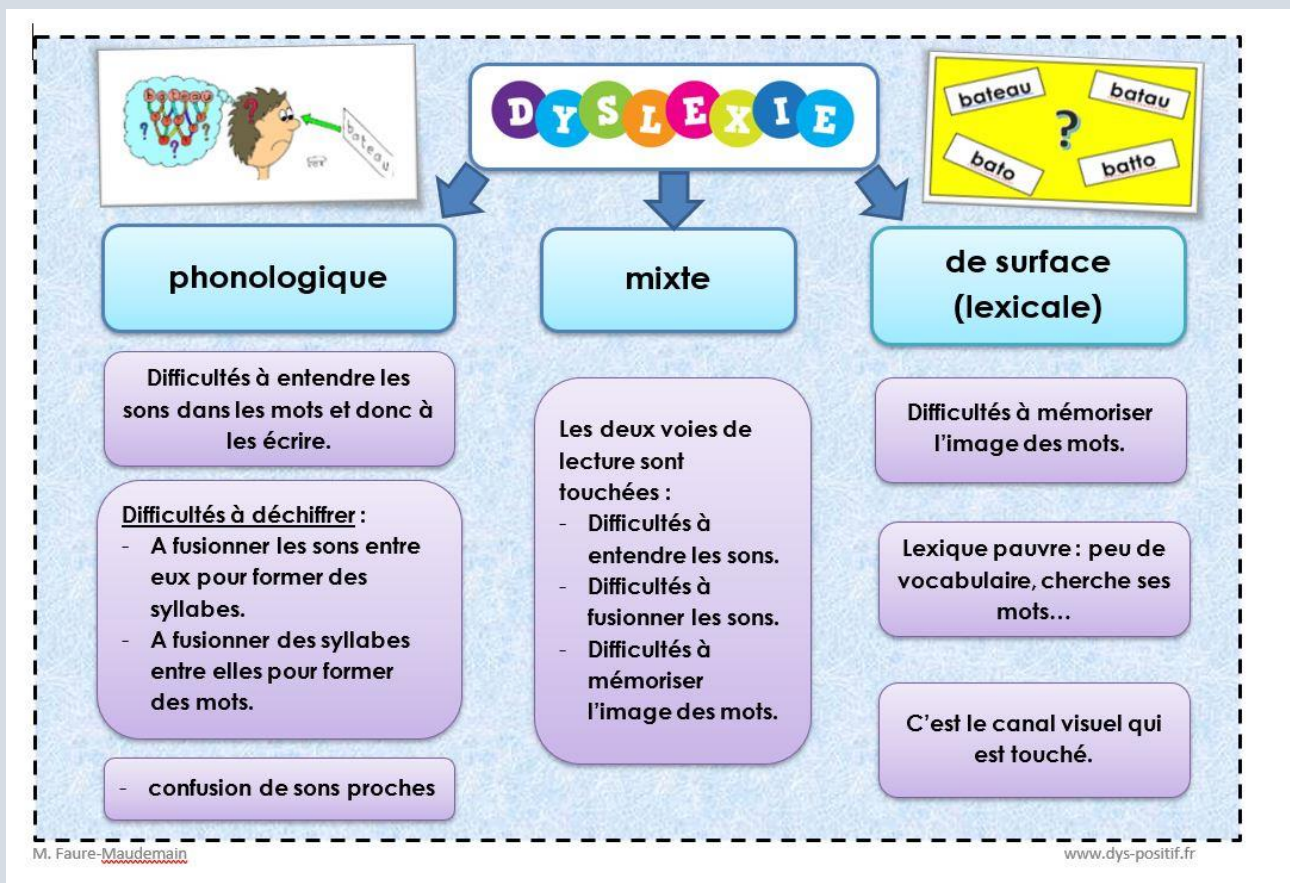 bateau
bateau
DYSLEXIE
bateau
batau
?
bato
batto
phonologique
mixte
de surface
(lexicale)
Difficultés à entendre les
sons dans les mots et donc à
les écrire.
Difficultés à déchiffrer :
- A fusionner les sons entre
eux pour former des
syllabes.
- A fusionner des syllabes
entre elles pour former
des mots.
- confusion de sons proches
Les deux voies de
lecture sont
touchées :
- Difficultés à
entendre les sons.
- Difficultés à
fusionner les sons.
- Difficultés à
mémoriser
l'image des mots.
Difficultés à mémoriser
l'image des mots.
Lexique pauvre : peu de
vocabulaire, cherche ses
mots…
C'est le canal visuel qui
est touché.
M. Faure-Maudemain
www.dys-positif.fr